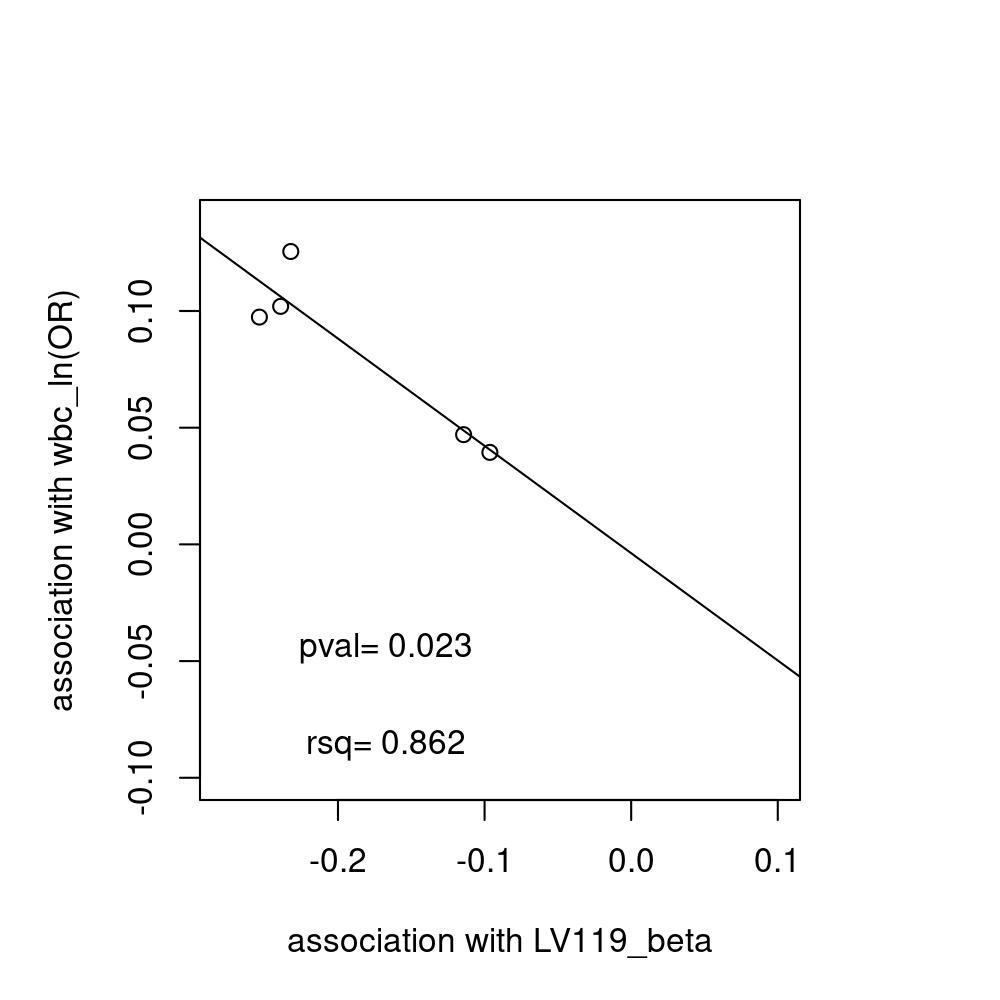 association with wbc_ln(OR)
0.10
0.05
0.00
-0.05
-0.10
pval= 0.023
rsq= 0.862
-0.2 -0.1 0.0 0.1
association with LV119_beta